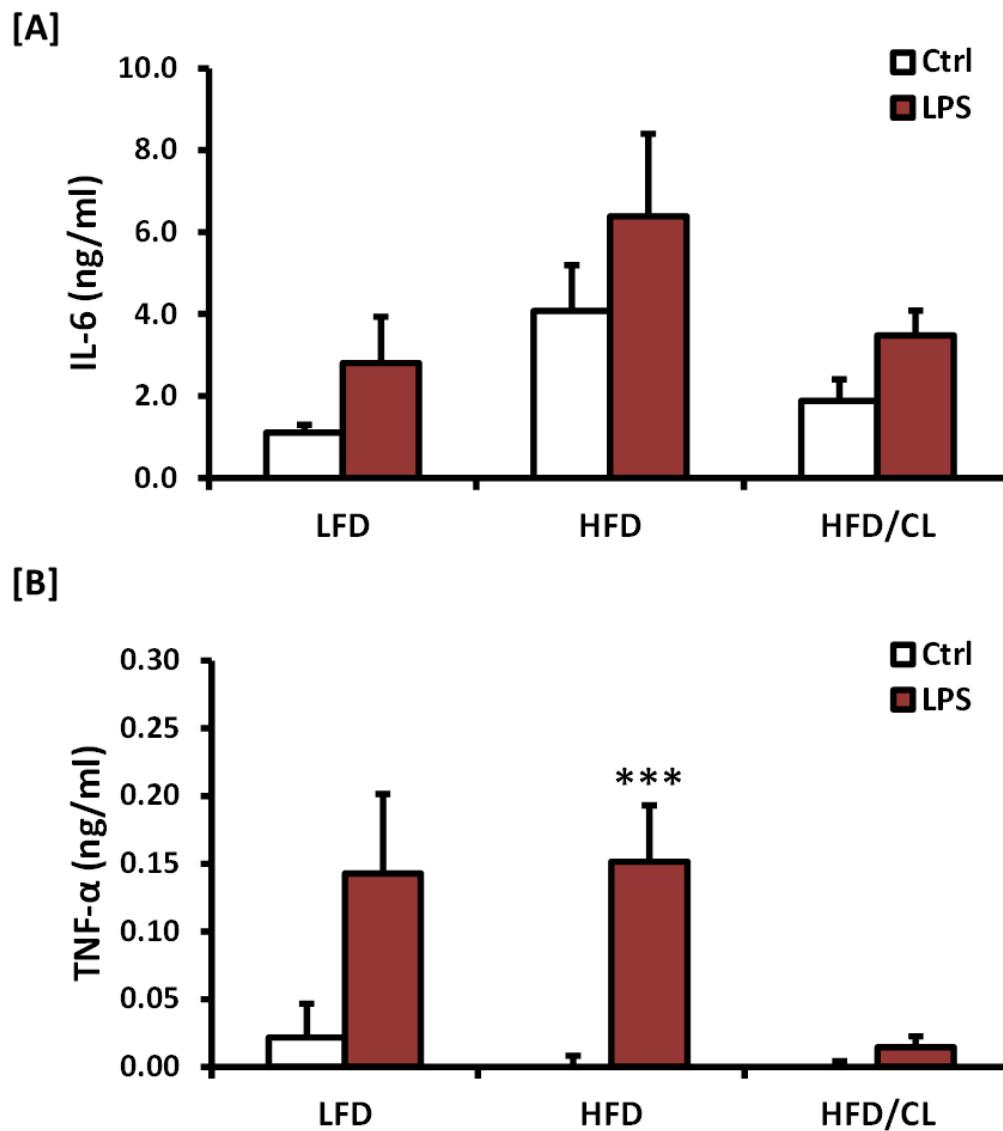 [A]
Ctrl
LPS
10.0
8.0
6.0
4.0
2.0
0.0
IL-6 (ng/ml)
LFD HFD HFD/CL
[B]
Ctrl
LPS
0.30
0.25
0.20
0.15
0.10
0.05
0.00
TNF-α (ng/ml)
***
LFD HFD HFD/CL